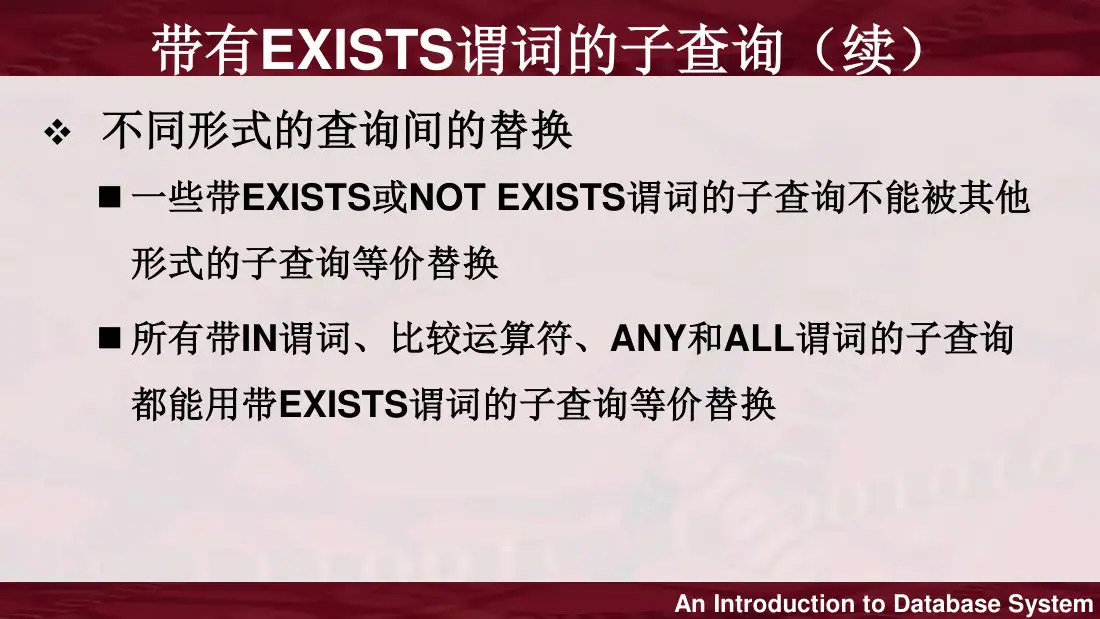 带有EXISTS谓词的子查询（续）
不同形式的查询间的替换
一些带EXISTS或NOT EXISTS谓词的子查询不能被其他
形式的子查询等价替换
所有带IN谓词、比较运算符、ANY和ALL谓词的子查询
都能用带EXISTS谓词的子查询等价替换
An Introduction to Database System